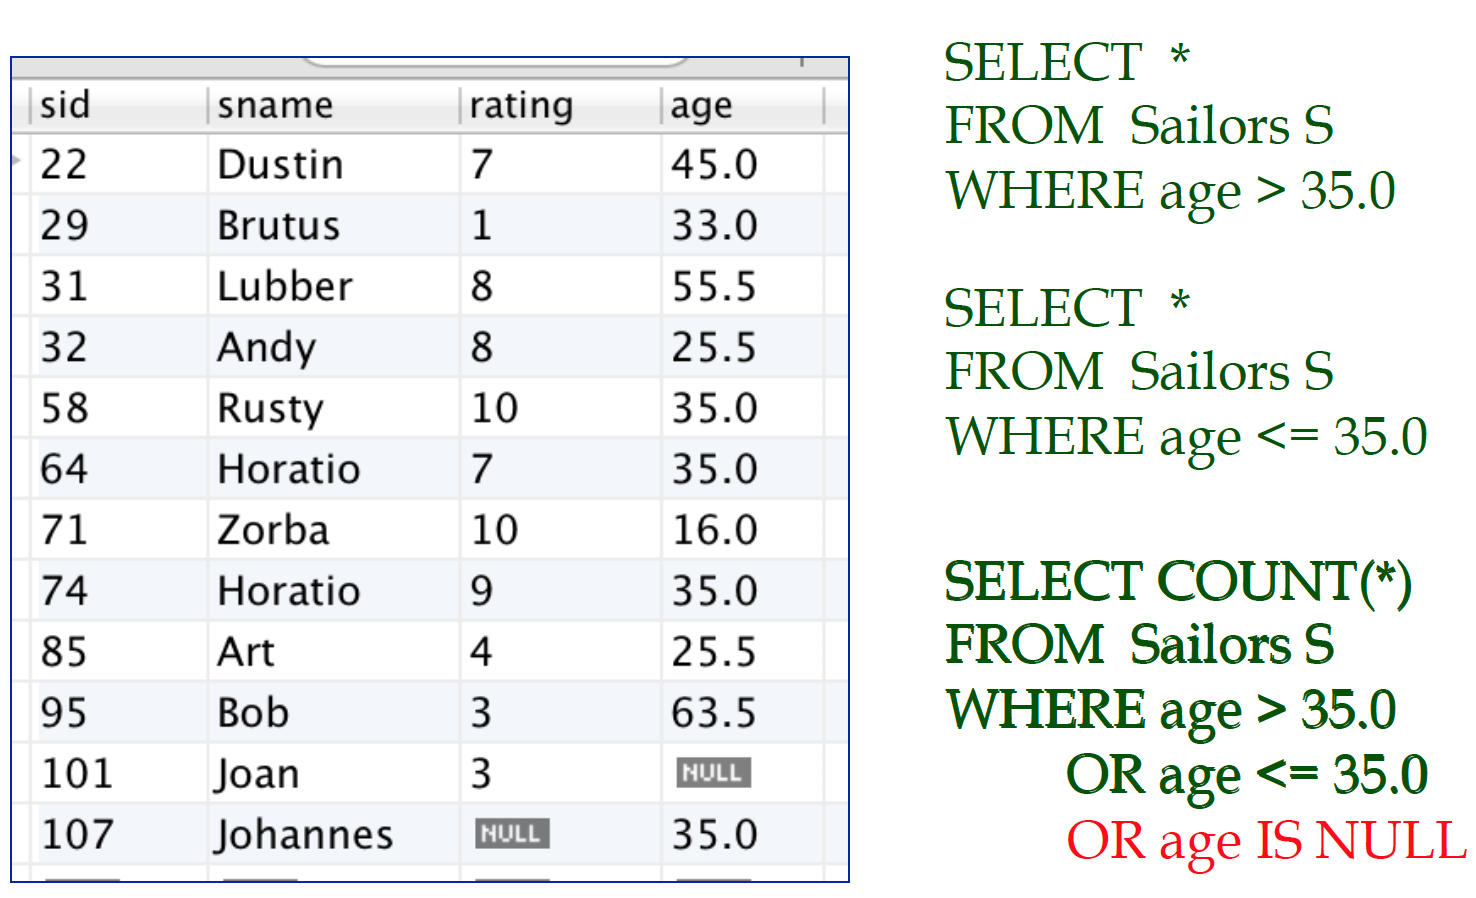 sid sname rating age
22 Dustin 7 45.0
29 Brutus 1 33.0
31 Lubber 8 55.5
32 Andy 8 25.5
58 Rusty 10 35.0
64 Horatio 7 35.0
71 Zorba 10 16.0
74 Horatio 9 35.0
85 Art 4 25.5
95 Bob 3 63.5
101 Joan 3 NULL
107 Johannes NULL 35.0
SELECT *
FROM Sailors S
WHERE age > 35.0
SELECT *
FROM Sailors S
WHERE age <= 35.0
SELECT COUNT(*)
FROM Sailors S
WHERE age > 35.0
OR age <= 35.0
OR age IS NULL